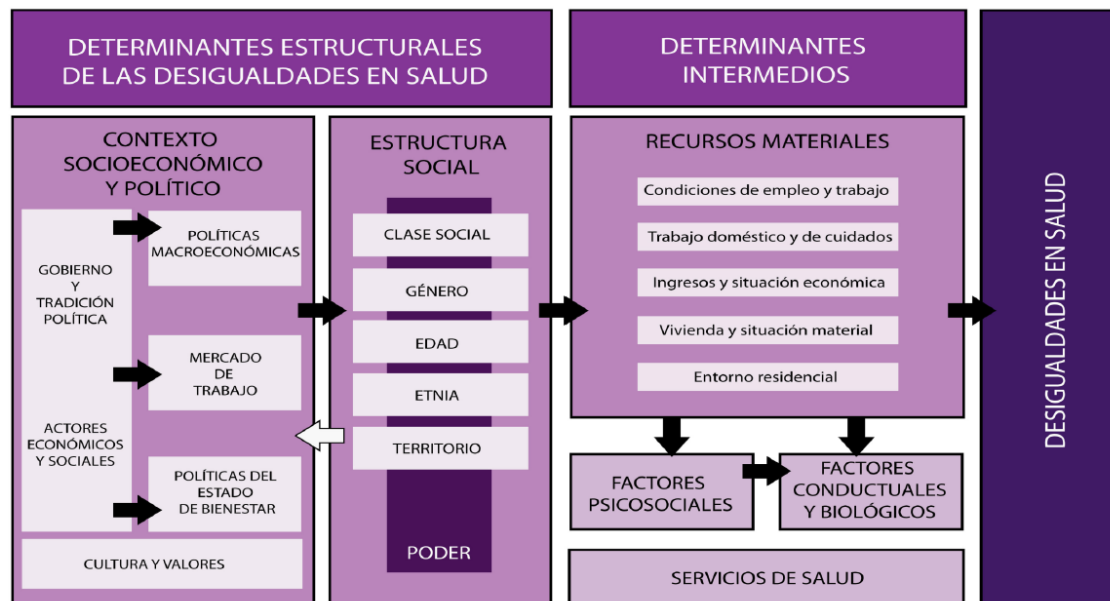 DETERMINANTES ESTRUCTURALES
DE LAS DESIGUALDADES EN SALUD
CONTEXTO
SOCIOECONÓMICO
Y POLÍTICO
GOBIERNO
Y
TRADICIÓN
POLÍTICA
ACTORES
ECONÓMICOS
Y SOCIALES
POLÍTICAS
MACROECONÓMICAS
MERCADO
DE
TRABAJO
POLÍTICAS DEL
ESTADO
DE BIENESTAR
CULTURA Y VALORES
ESTRUCTURA
SOCIAL
CLASE SOCIAL
GÉNERO
EDAD
ETNIA
TERRITORIO
PODER
DETERMINANTES
INTERMEDIOS
RECURSOS MATERIALES
Condiciones de empleo y trabajo
Trabajo doméstico y de cuidados
Ingresos y situación económica
Vivienda y situación material
Entorno residencial
FACTORES
PSICOSOCIALES
FACTORES
CONDUCTUALES
Y BIOLÓGICOS
SERVICIOS DE SALUD
DESIGUALDADES EN SALUD